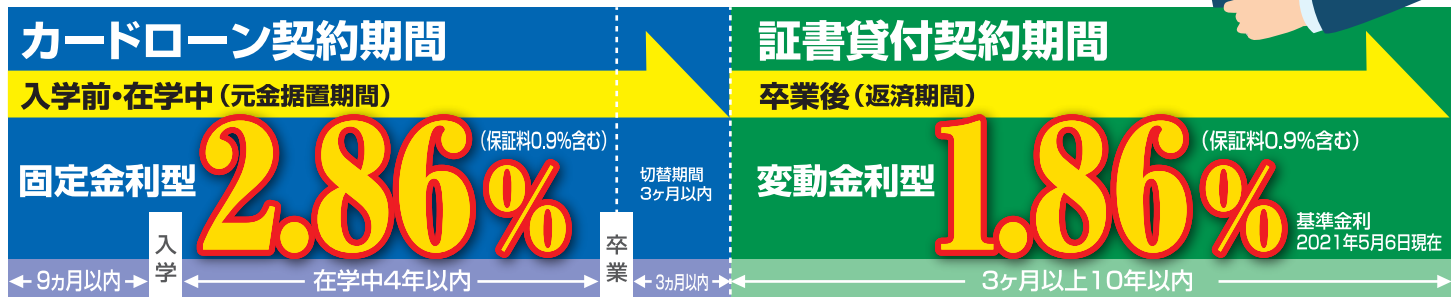 カードローン契約期間
入学前・在学中（元金据置期間）
固定金利型 2.86%（保証料0.9%含む）
切替期間
3ヶ月以内
入学
卒業
9ヵ月以内
在学中4年以内
3ヵ月以内
証書貸付契約期間
卒業後（返済期間）
変動金利型 1.86%（保証料0.9%含む）
基準金利
2021年5月6日現在
3ヶ月以上10年以内